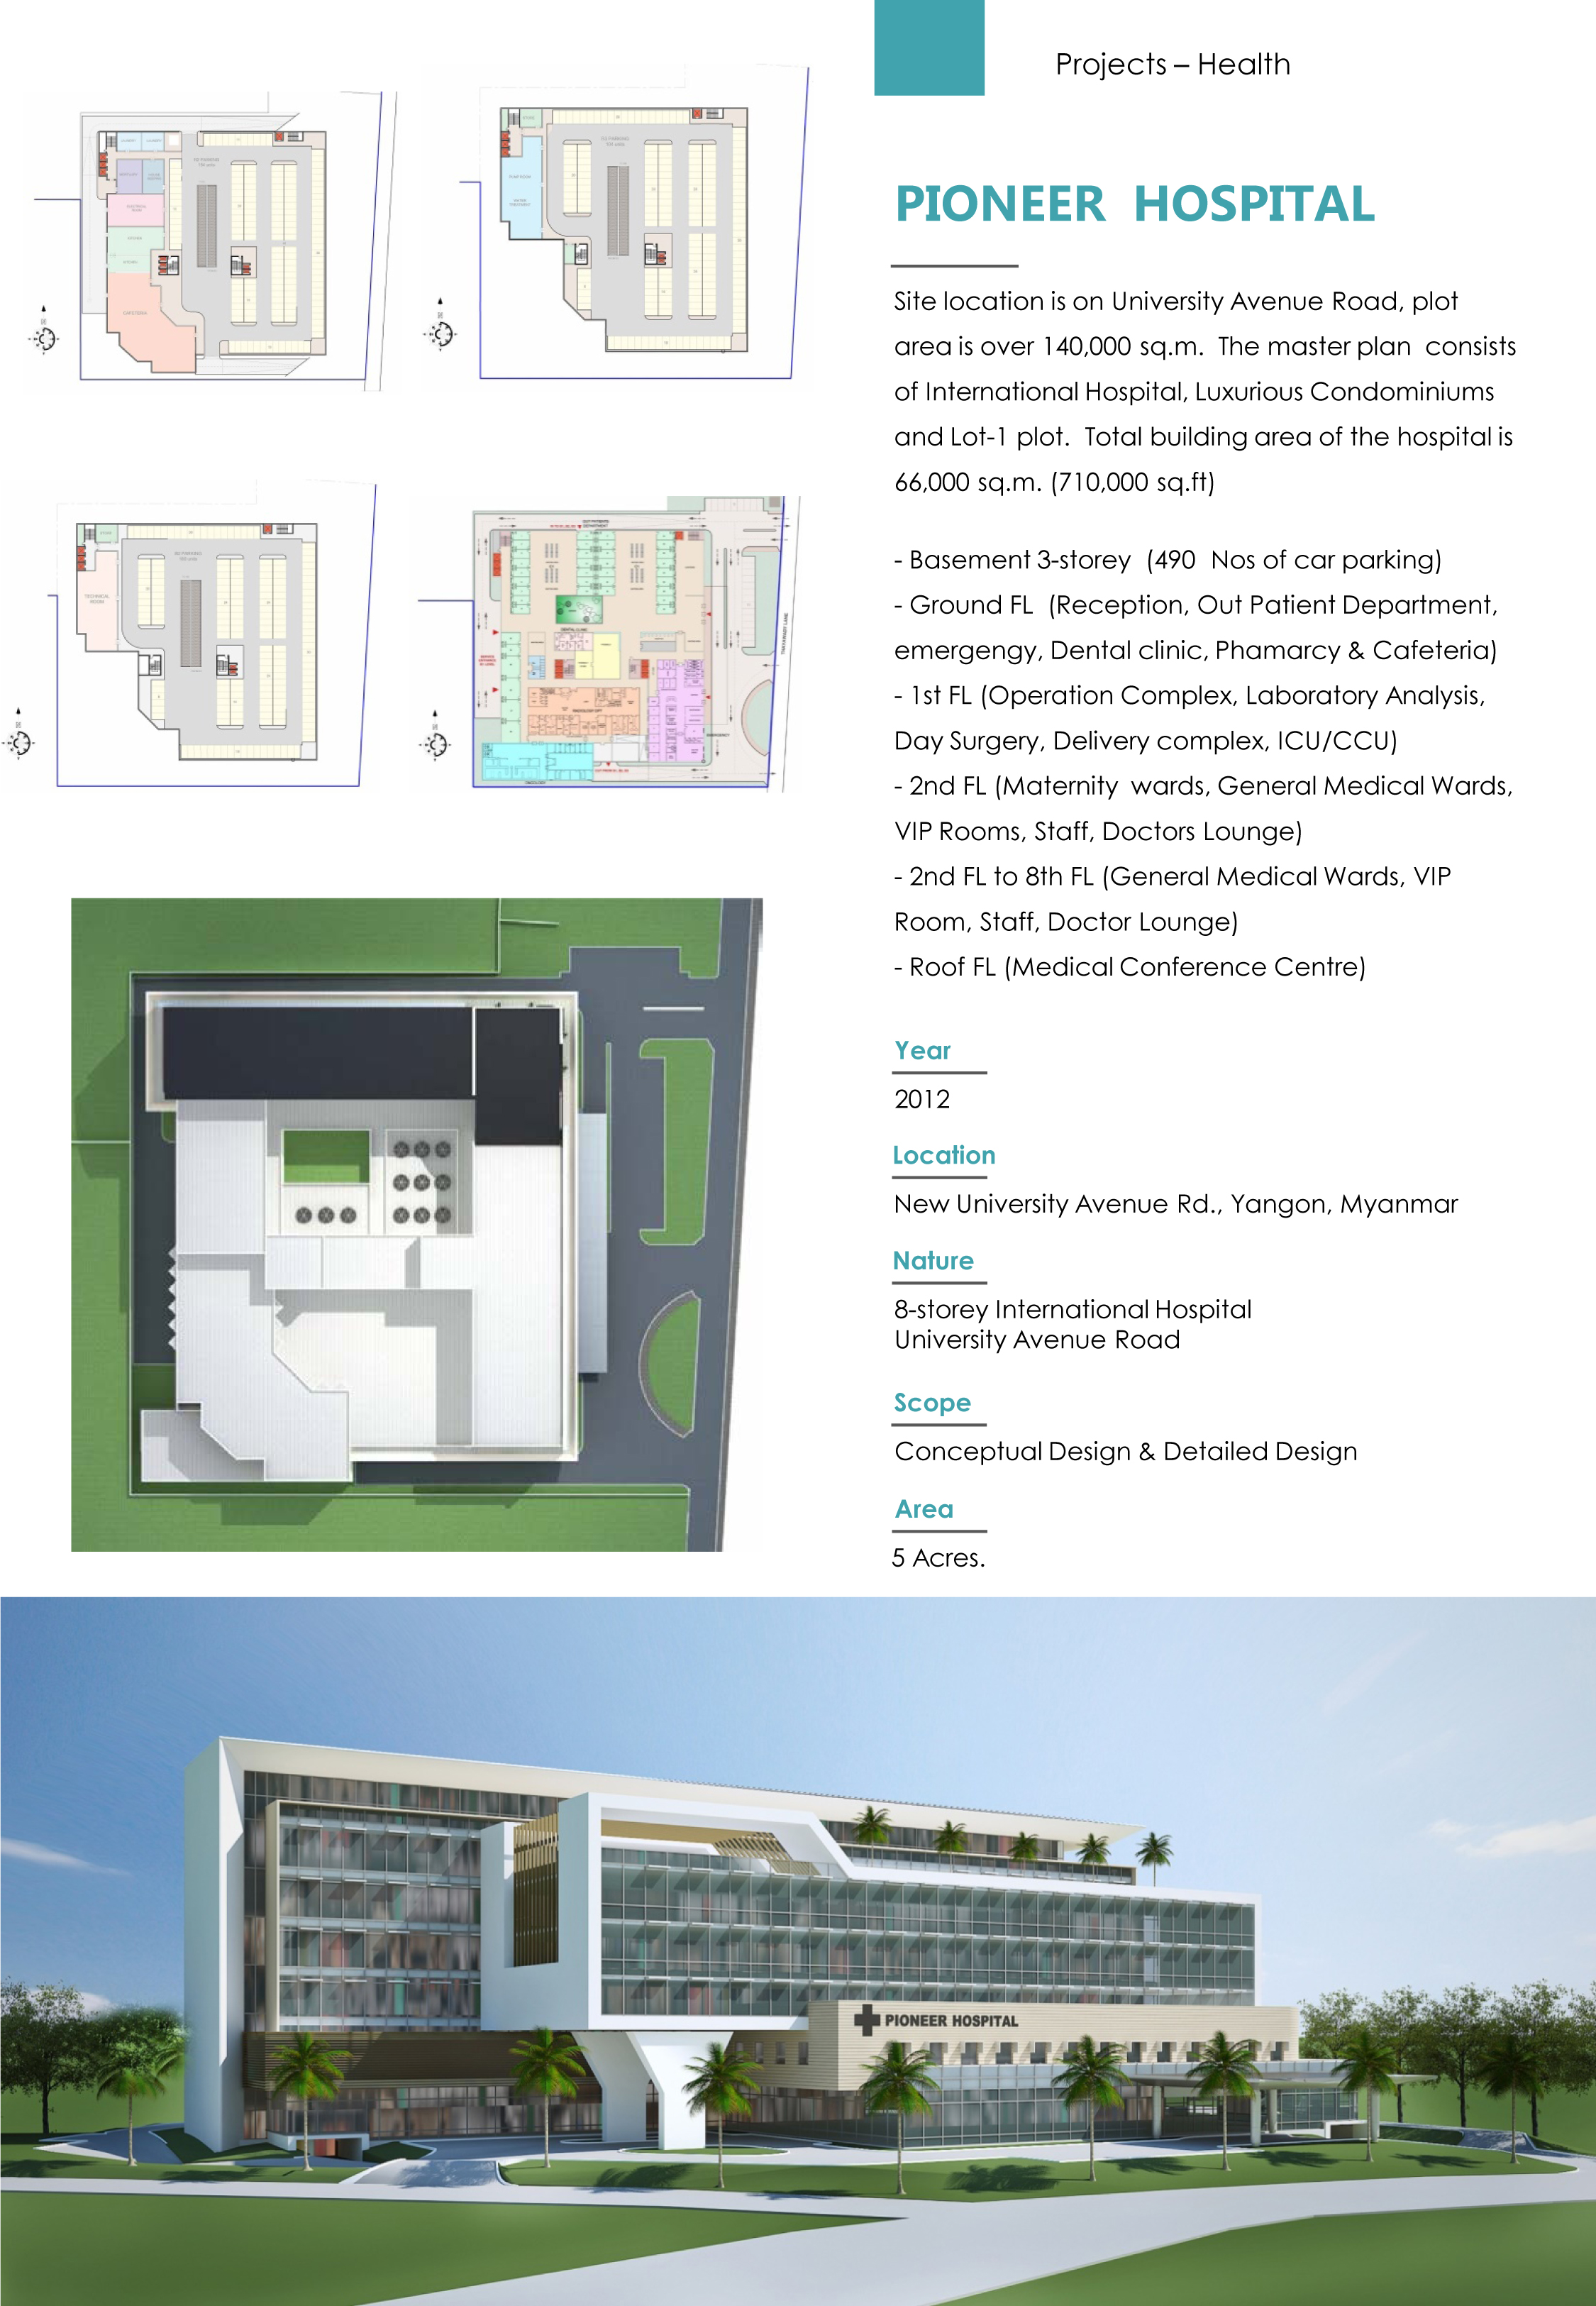 Projects – Health
PIONEER HOSPITAL
Site location is on University Avenue Road, plot
area is over 140,000 sq.m. The master plan consists
of International Hospital, Luxurious Condominiums
and Lot-1 plot. Total building area of the hospital is
66,000 sq.m. (710,000 sq.ft)
- Basement 3-storey (490 Nos of car parking)
- Ground FL (Reception, Out Patient Department,
emergengy, Dental clinic, Phamarcy & Cafeteria)
- 1st FL (Operation Complex, Laboratory Analysis,
Day Surgery, Delivery complex, ICU/CCU)
- 2nd FL (Maternity wards, General Medical Wards,
VIP Rooms, Staff, Doctors Lounge)
- 2nd FL to 8th FL (General Medical Wards, VIP
Room, Staff, Doctor Lounge)
- Roof FL (Medical Conference Centre)
Year
2012
Location
New University Avenue Rd., Yangon, Myanmar
Nature
8-storey International Hospital
University Avenue Road
Scope
Conceptual Design & Detailed Design
Area
5 Acres.
TECHNICAL
ROOM
DENTAL CLINIC
EMERGENCY
PIONEER HOSPITAL